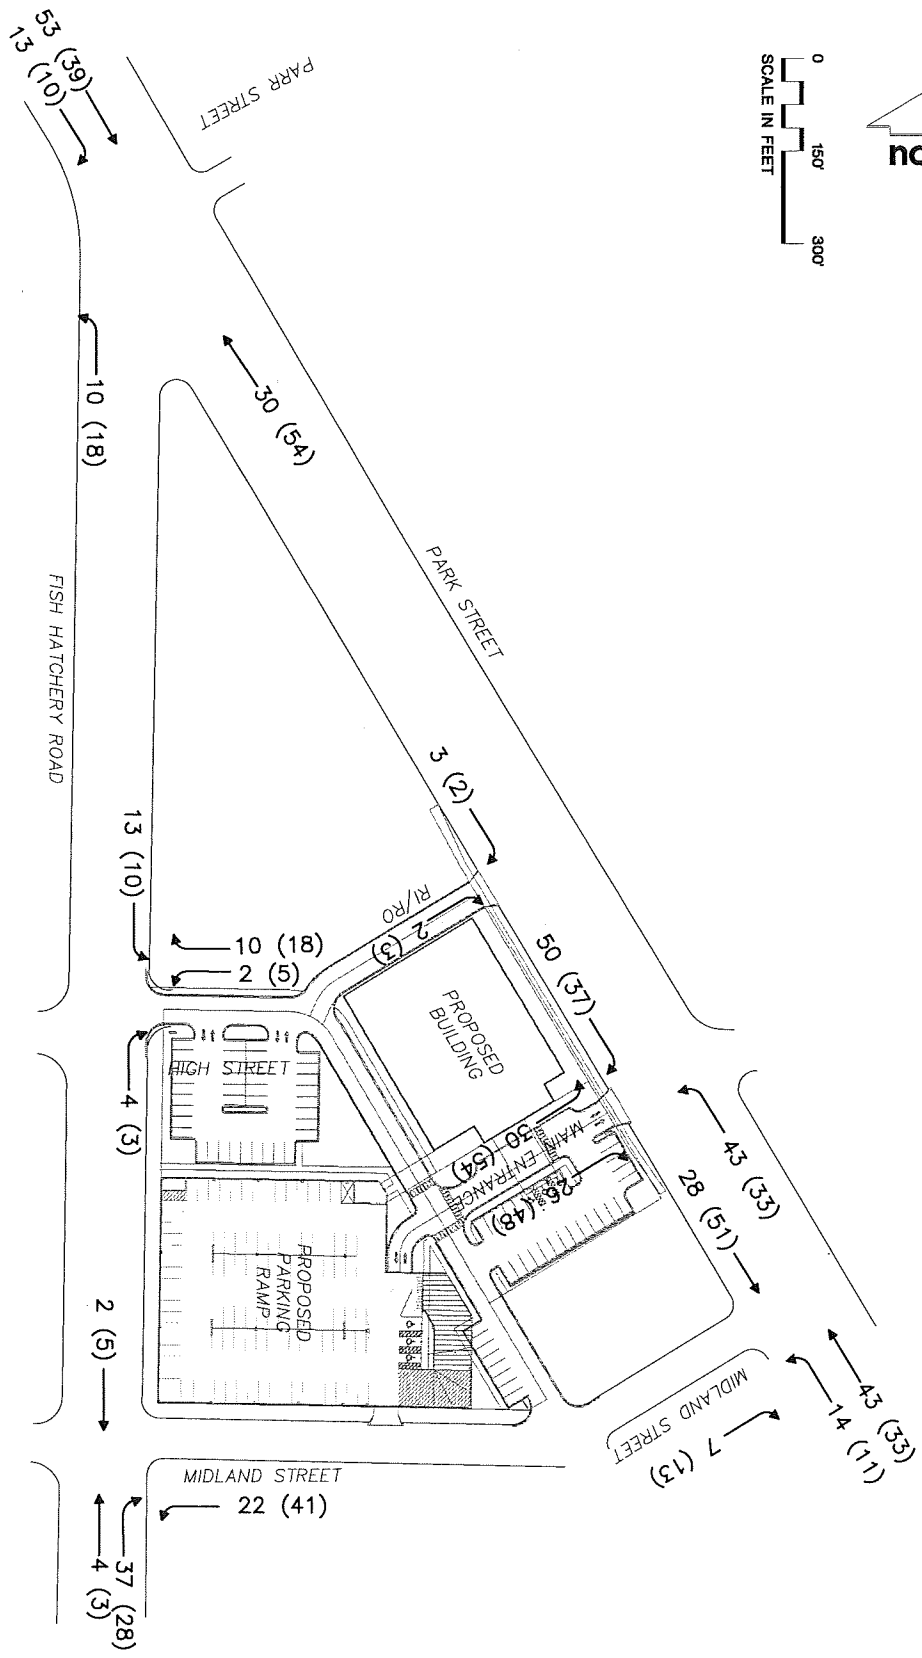 53 (39)
13 (10)
PARR STREET
0
150'
300'
SCALE IN FEET
10 (18)
30 (54)
PARK STREET
FISH HATCHERY ROAD
3 (2)
13 (10)
RI/RO
2 (3)
10 (18)
2 (5)
50 (37)
PROPOSED
BUILDING
HIGH STREET
4 (3)
MAIN
ENTRANCE
30 (54)
26 (48)
43 (33)
28 (51)
PROPOSED
PARKING
RAMP
2 (5)
MIDLAND STREET
7 (13)
43 (33)
14 (11)
MIDLAND STREET
22 (41)
37 (28)
4 (3)